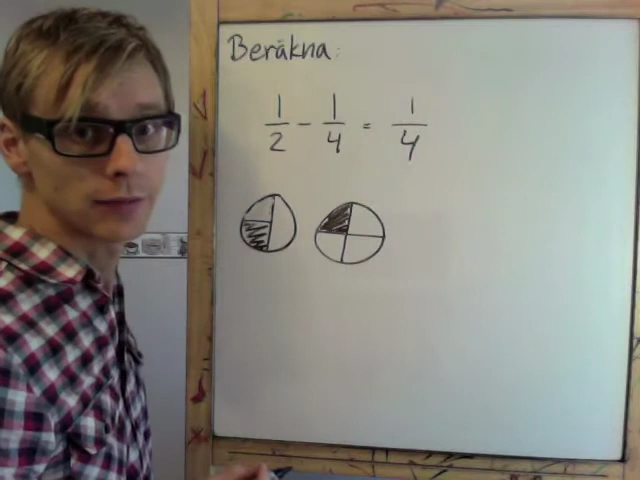 Beräkna:
1/2 - 1/4 = 1/4